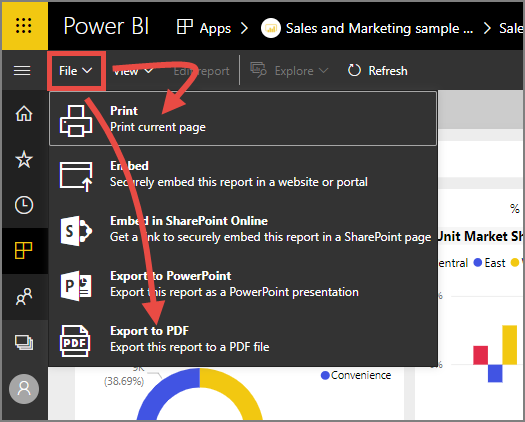 Power BI
Apps
Sales and Marketing sample ...
Sale
File
View
Edit report
Explore
Refresh
Print
Print current page
Embed
Securely embed this report in a website or portal
Embed in SharePoint Online
Get a link to securely embed this report in a SharePoint page
Export to PowerPoint
Export this report as a PowerPoint presentation
PDF
Export to PDF
Export this report to a PDF file
%
Unit Market Sh
entral
East
0%
9K
(38.69%)
Convenience